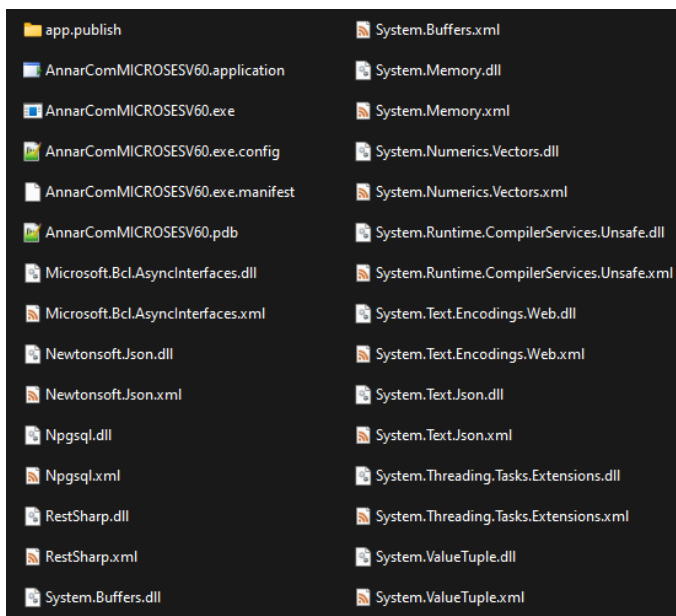 app.publish
AnnarComMICROSESV60.application
AnnarComMICROSESV60.exe
AnnarComMICROSESV60.exe.config
AnnarComMICROSESV60.exe.manifest
AnnarComMICROSESV60.pdb
Microsoft.Bcl.AsyncInterfaces.dll
Microsoft.Bcl.AsyncInterfaces.xml
Newtonsoft.Json.dll
Newtonsoft.Json.xml
Npgsql.dll
Npgsql.xml
RestSharp.dll
RestSharp.xml
System.Buffers.dll
System.Buffers.xml
System.Memory.dll
System.Memory.xml
System.Numerics.Vectors.dll
System.Numerics.Vectors.xml
System.Runtime.CompilerServices.Unsafe.dll
System.Runtime.CompilerServices.Unsafe.xml
System.Text.Encodings.Web.dll
System.Text.Encodings.Web.xml
System.Text.Json.dll
System.Text.Json.xml
System.Threading.Tasks.Extensions.dll
System.Threading.Tasks.Extensions.xml
System.ValueTuple.dll
System.ValueTuple.xml